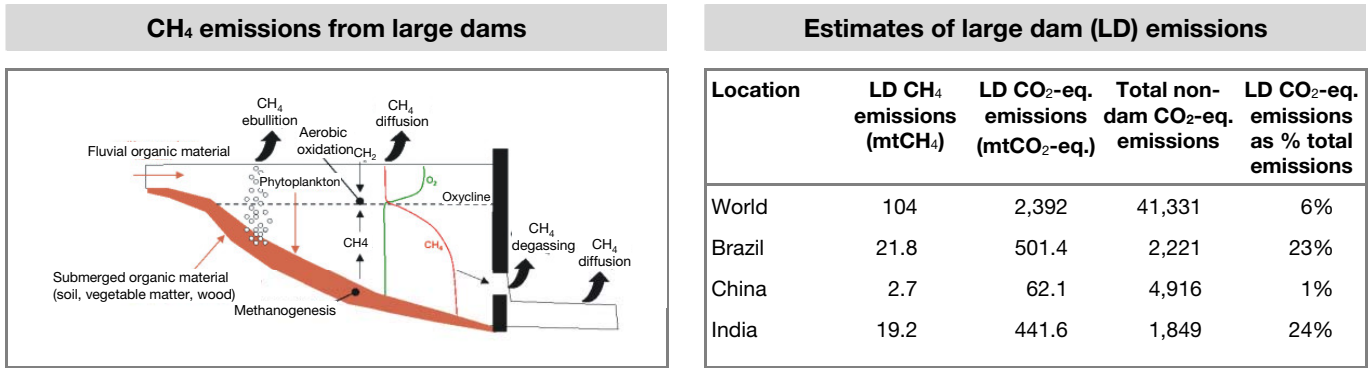 CH₄ emissions from large dams
CH₄
ebullition
Aerobic
oxidation
CH₂
CH₄
diffusion
Fluvial organic material
Phytoplankton
O₂
Oxycline
CH4
CH₄
CH₄
degassing
CH₄
diffusion
Submerged organic material
(soil, vegetable matter, wood)
Methanogenesis
Estimates of large dam (LD) emissions
Location LD CH₄ LD CO₂-eq. Total non- LD CO₂-eq.
emissions emissions dam CO₂-eq. emissions
(mtCH₄) (mtCO₂-eq.) emissions as % total
emissions
World 104 2,392 41,331 6%
Brazil 21.8 501.4 2,221 23%
China 2.7 62.1 4,916 1%
India 19.2 441.6 1,849 24%